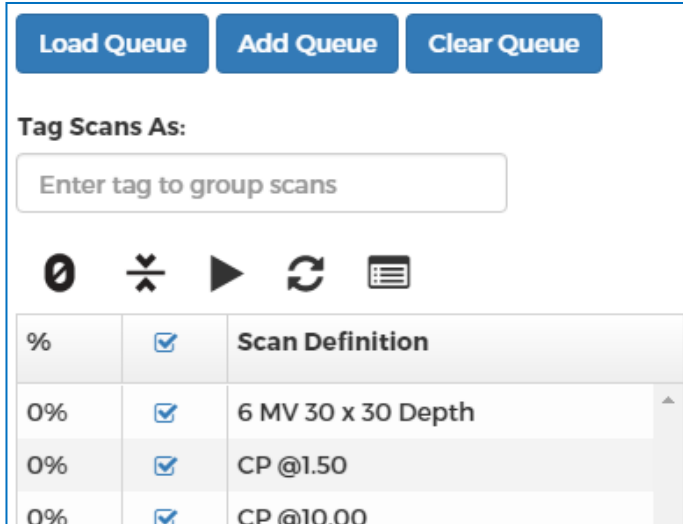 Load Queue Add Queue Clear Queue
Tag Scans As:
Enter tag to group scans
0
% Scan Definition
0% 6 MV 30 x 30 Depth
0% CP @1.50
0% CP @10.00